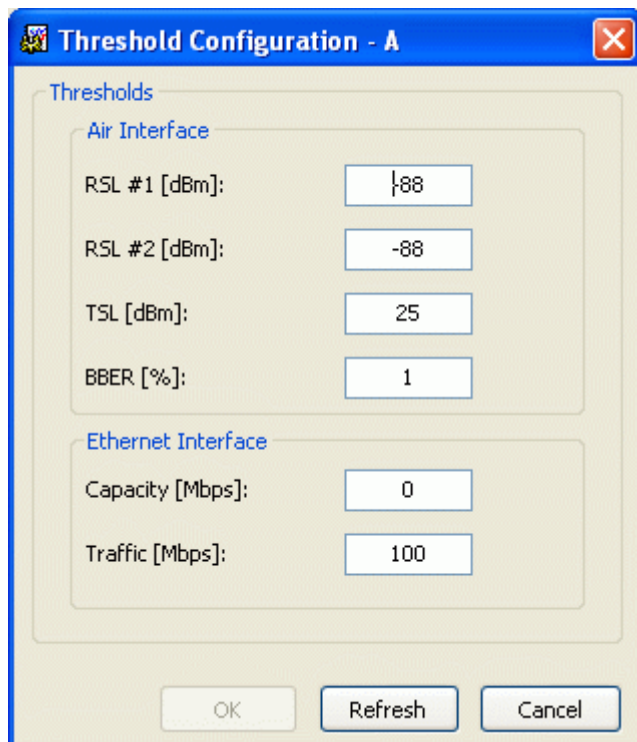 Threshold Configuration - A
Thresholds
Air Interface
RSL #1 [dBm]: -88
RSL #2 [dBm]: -88
TSL [dBm]: 25
BBER [%]: 1
Ethernet Interface
Capacity [Mbps]: 0
Traffic [Mbps]: 100
OK Refresh Cancel